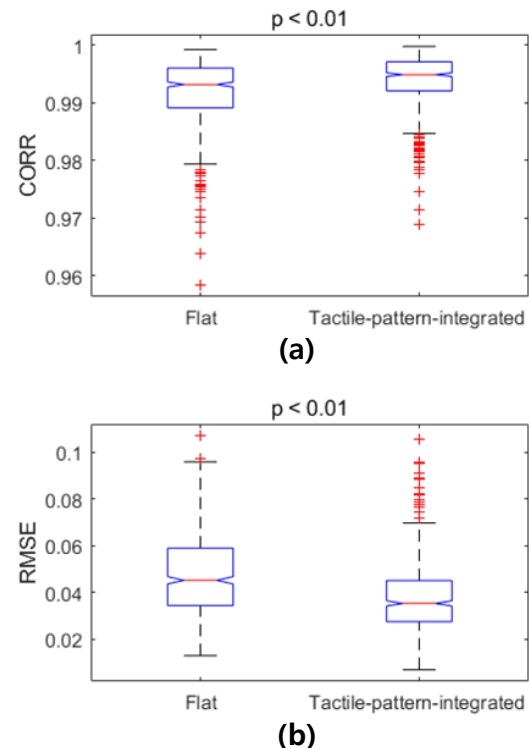 p < 0.01
1
0.99
0.98
0.97
0.96
CORR
Flat Tactile-pattern-integrated
(a)
p < 0.01
0.1
0.08
0.06
0.04
0.02
RMSE
Flat Tactile-pattern-integrated
(b)